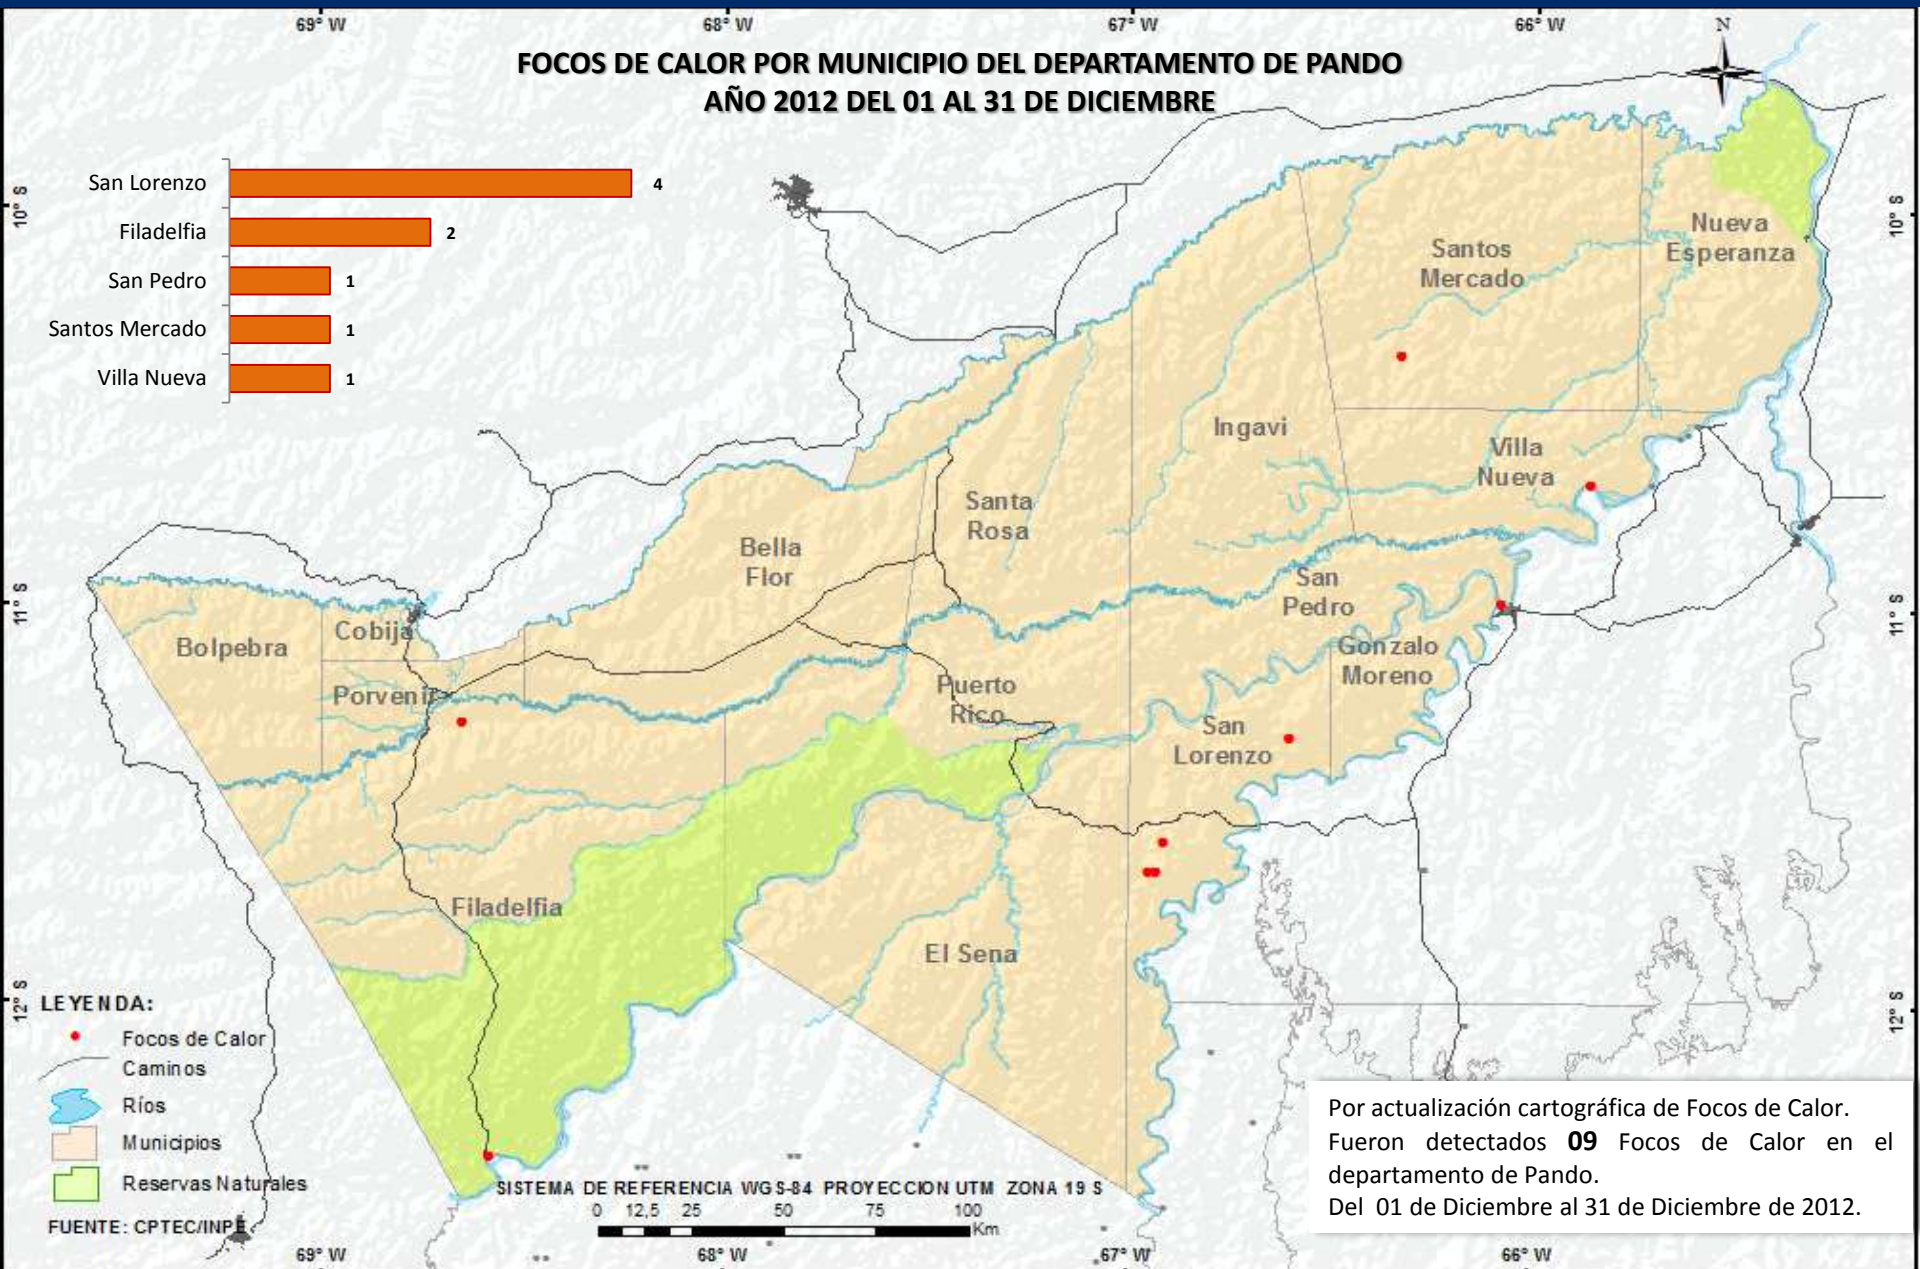 69° W 68° W 67° W 66° W
N
FOCOS DE CALOR POR MUNICIPIO DEL DEPARTAMENTO DE PANDO
AÑO 2012 DEL 01 AL 31 DE DICIEMBRE
San Lorenzo 4
Filadelfia 2
San Pedro 1
Santos Mercado 1
Villa Nueva 1
10° S
10° S
Nueva
Esperanza
Santos
Mercado
Ingavi
Villa
Nueva
Santa
Rosa
Bella
Flor
San
Pedro
11° S
11° S
Cobija
Bolpebra
Gonzalo
Moreno
Porvenir
Puerto
Rico
San
Lorenzo
Filadelfia
El Sena
12° S
12° S
LEYENDA:
Focos de Calor
Caminos
Ríos
Municipios
Reservas Naturales
FUENTE: CPTEC/INPE
SISTEMA DE REFERENCIA WGS-84 PROYECCION UTM ZONA 19 S
0 12,5 25 50 75 100
Km
Por actualización cartográfica de Focos de Calor.
Fueron detectados 09 Focos de Calor en el
departamento de Pando.
Del 01 de Diciembre al 31 de Diciembre de 2012.
69° W 68° W 67° W 66° W